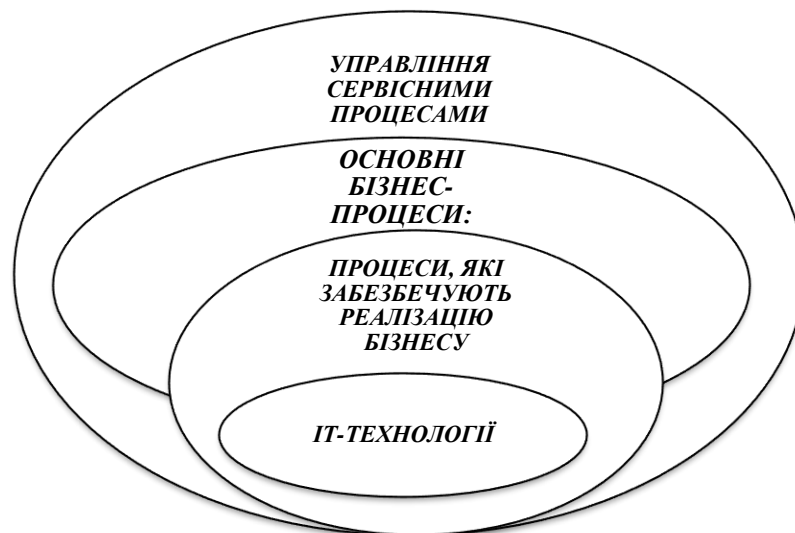 УПРАВЛІННЯ
СЕРВІСНИМИ
ПРОЦЕСАМИ
ОСНОВНІ
БІЗНЕС-
ПРОЦЕСИ:
ПРОЦЕСИ, ЯКІ
ЗАБЕЗБЕЧУЮТЬ
РЕАЛІЗАЦІЮ
БІЗНЕСУ
ІТ-ТЕХНОЛОГІЇ